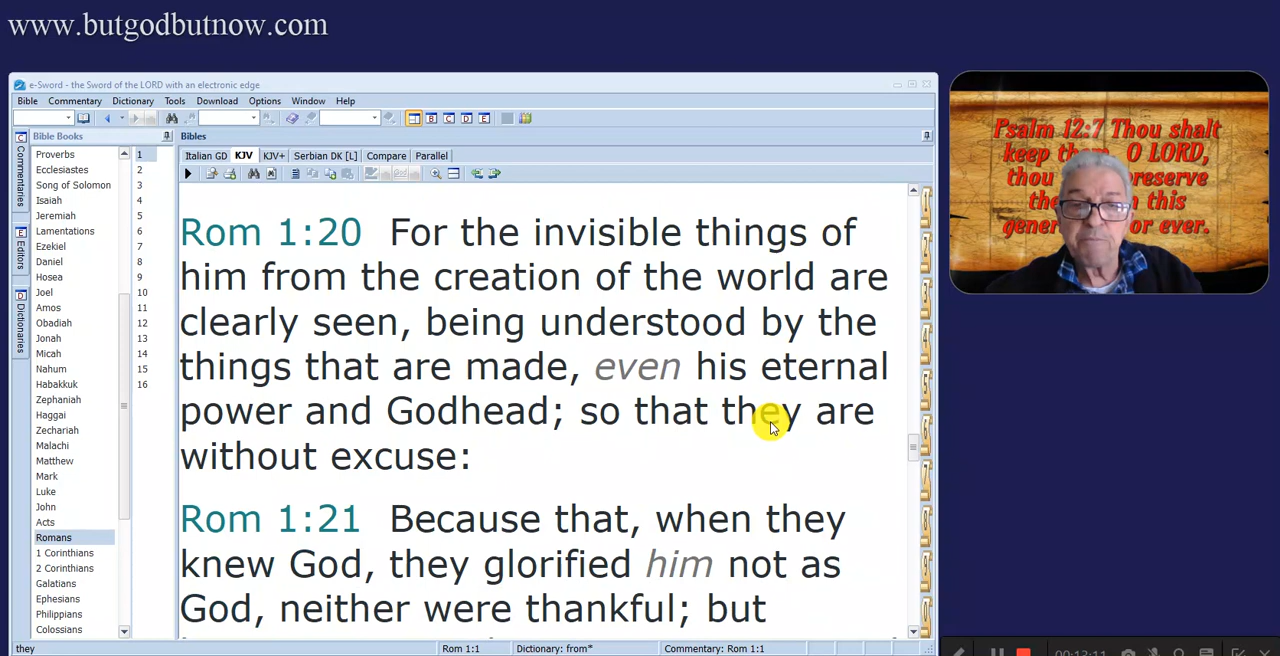 www.butgodbutnow.com
e-Sword - the Sword of the LORD with an electronic edge
Bible Commentary Dictionary Tools Download Options Window Help
Bible Books
Bibles
Italian GD KJV KJV+ Serbian DK [L] Compare Parallel
Commentaries
Editors
Dictionaries
Proverbs
Ecclesiastes
Song of Solomon
Isaiah
Jeremiah
Lamentations
Ezekiel
Daniel
Hosea
Joel
Amos
Obadiah
Jonah
Micah
Nahum
Habakkuk
Zephaniah
Haggai
Zechariah
Malachi
Matthew
Mark
Luke
John
Acts
Romans
1 Corinthians
2 Corinthians
Galatians
Ephesians
Philippians
Colossians
1
2
3
4
5
6
7
8
9
10
11
12
13
14
15
16
Rom 1:20 For the invisible things of
him from the creation of the world are
clearly seen, being understood by the
things that are made, even his eternal
power and Godhead; so that they are
without excuse:
Rom 1:21 Because that, when they
knew God, they glorified him not as
God, neither were thankful; but
they
Rom 1:1
Dictionary: from*
Commentary: Rom 1:1
Psalm 12:7 Thou shalt
keep O LORD,
thou preserve
this
or ever.
00:13:11